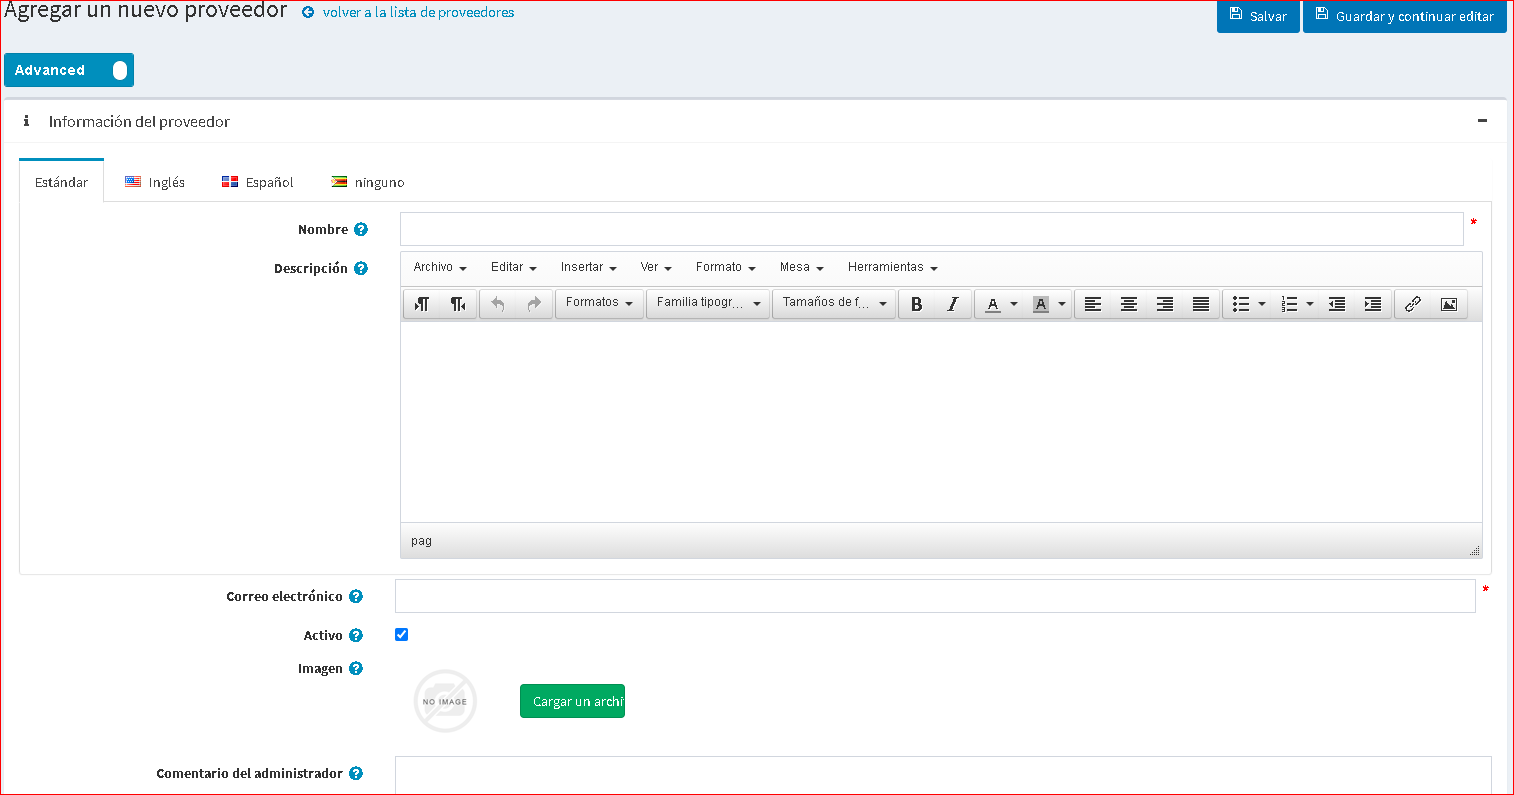 Agregar un nuevo proveedor volver a la lista de proveedores Salvar Guardar y continuar editar
Advanced
Información del proveedor
Estándar Inglés Español ninguno
Nombre *
Descripción Archivo Editar Insertar Ver Formato Mesa Herramientas
Formatos Familia tipogr... Tamaños de f... B I A A
pag
Correo electrónico *
Activo
Imagen
NO IMAGE Cargar un archi
Comentario del administrador